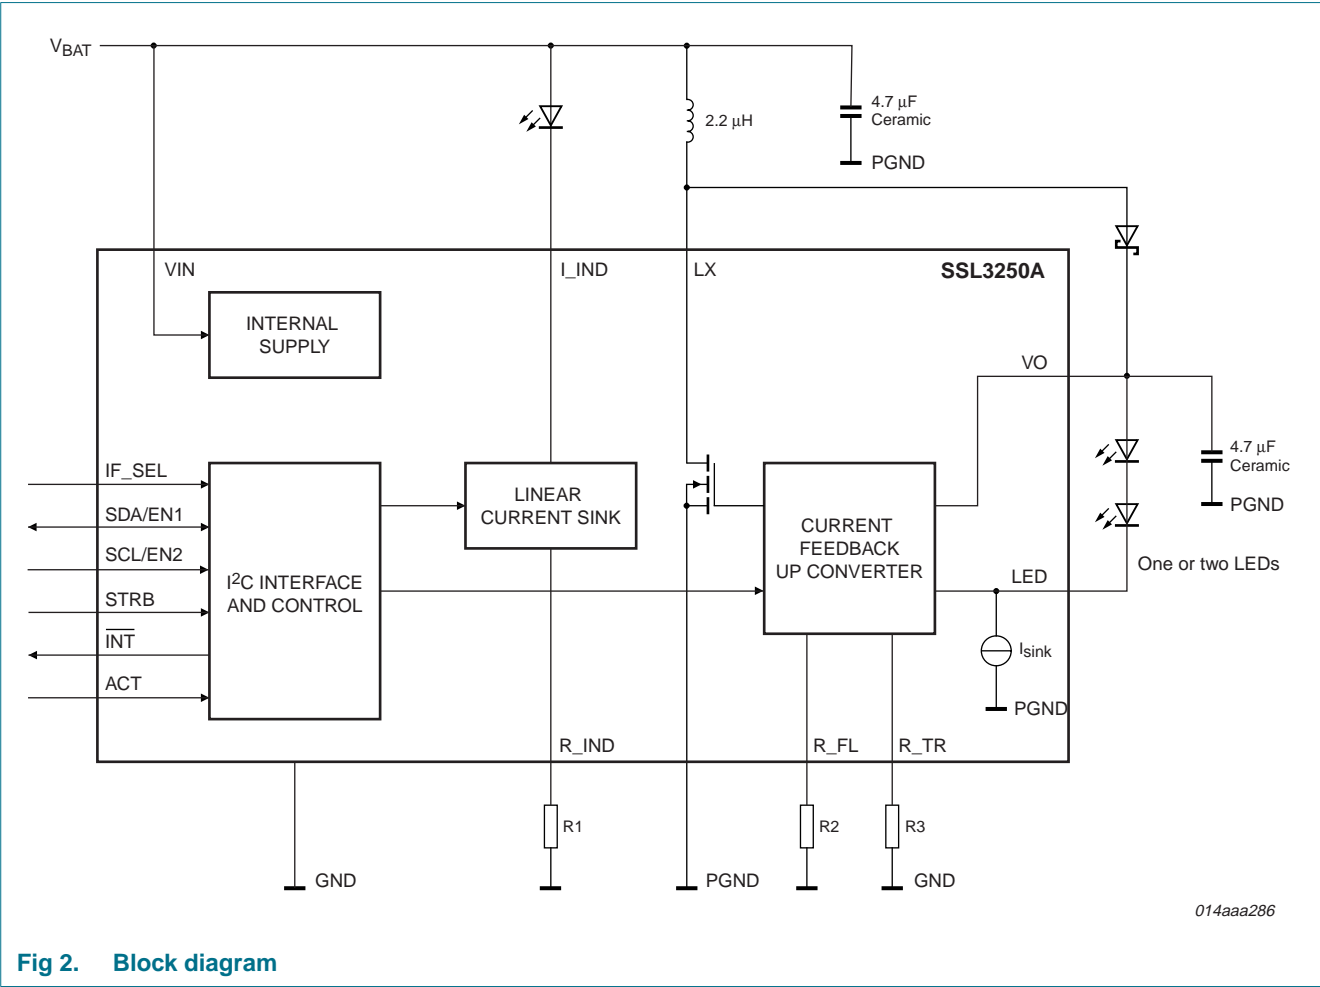 VBAT
4.7 μF
Ceramic
2.2 μH
PGND
VIN
I_IND
LX
SSL3250A
INTERNAL
SUPPLY
VO
IF_SEL
SDA/EN1
SCL/EN2
STRB
INT
ACT
I2C INTERFACE
AND CONTROL
LINEAR
CURRENT SINK
CURRENT
FEEDBACK
UP CONVERTER
4.7 μF
Ceramic
PGND
One or two LEDs
LED
Isink
PGND
R_IND
R_FL
R_TR
R1
R2
R3
GND
PGND
GND
014aaa286
Fig 2. Block diagram